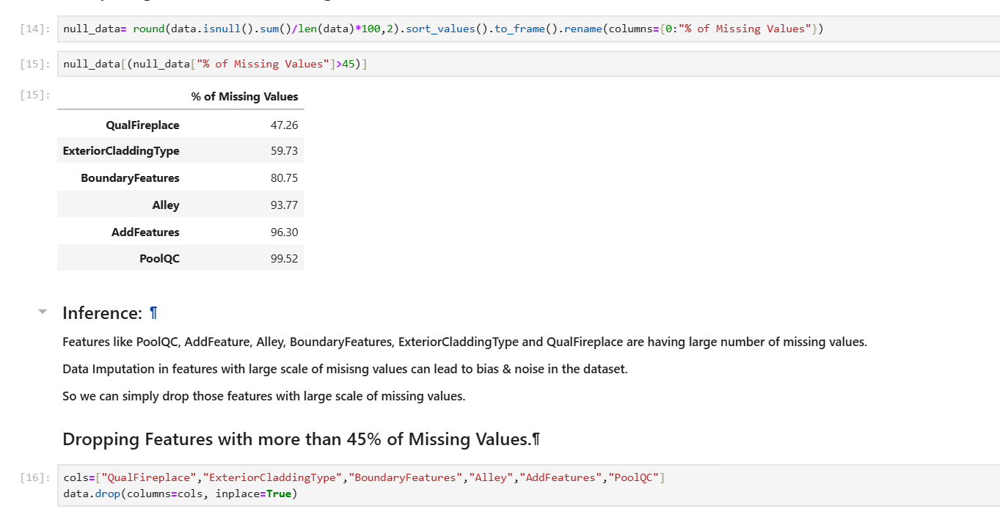 [14]: null_data= round(data.isnull().sum()/len(data)*100,2).sort_values().to_frame().rename(columns={0:"% of Missing Values"})
[15]: null_data[(null_data["% of Missing Values"]>45)]
[15]: % of Missing Values
QualFireplace 47.26
ExteriorCladdingType 59.73
BoundaryFeatures 80.75
Alley 93.77
AddFeatures 96.30
PoolQC 99.52
Inference: ¶
Features like PoolQC, AddFeature, Alley, BoundaryFeatures, ExteriorCladdingType and QualFireplace are having large number of missing values.
Data Imputation in features with large scale of misisng values can lead to bias & noise in the dataset.
So we can simply drop those features with large scale of missing values.
Dropping Features with more than 45% of Missing Values.¶
[16]: cols=["QualFireplace","ExteriorCladdingType","BoundaryFeatures","Alley","AddFeatures","PoolQC"]
data.drop(columns=cols, inplace=True)